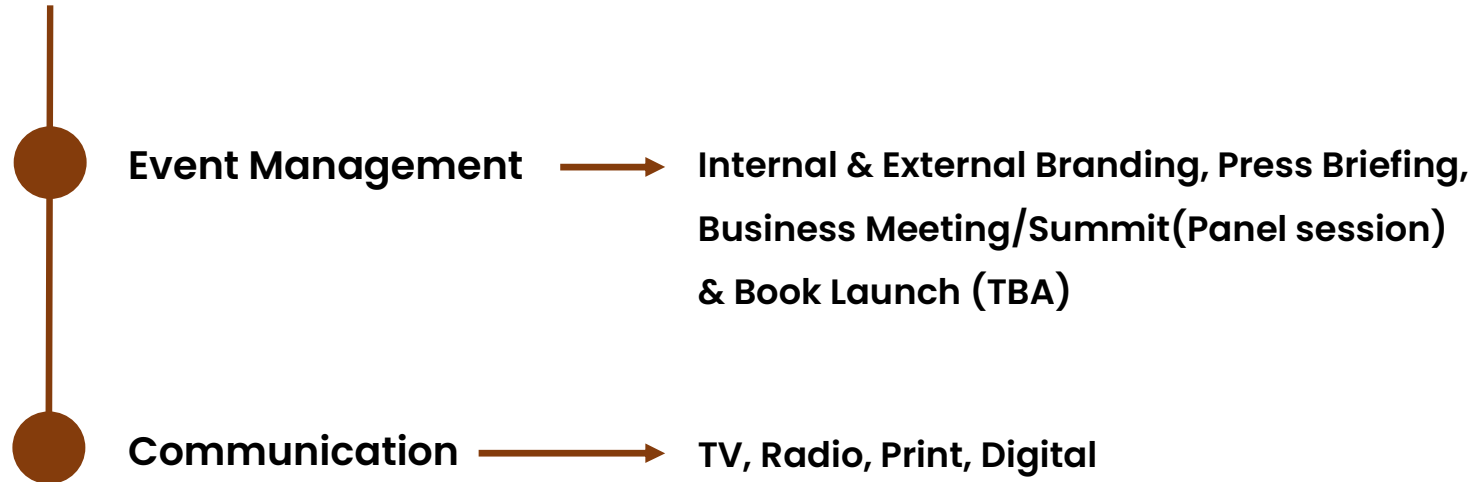 Event Management
Internal & External Branding, Press Briefing,
Business Meeting/Summit(Panel session)
& Book Launch (TBA)
Communication
TV, Radio, Print, Digital